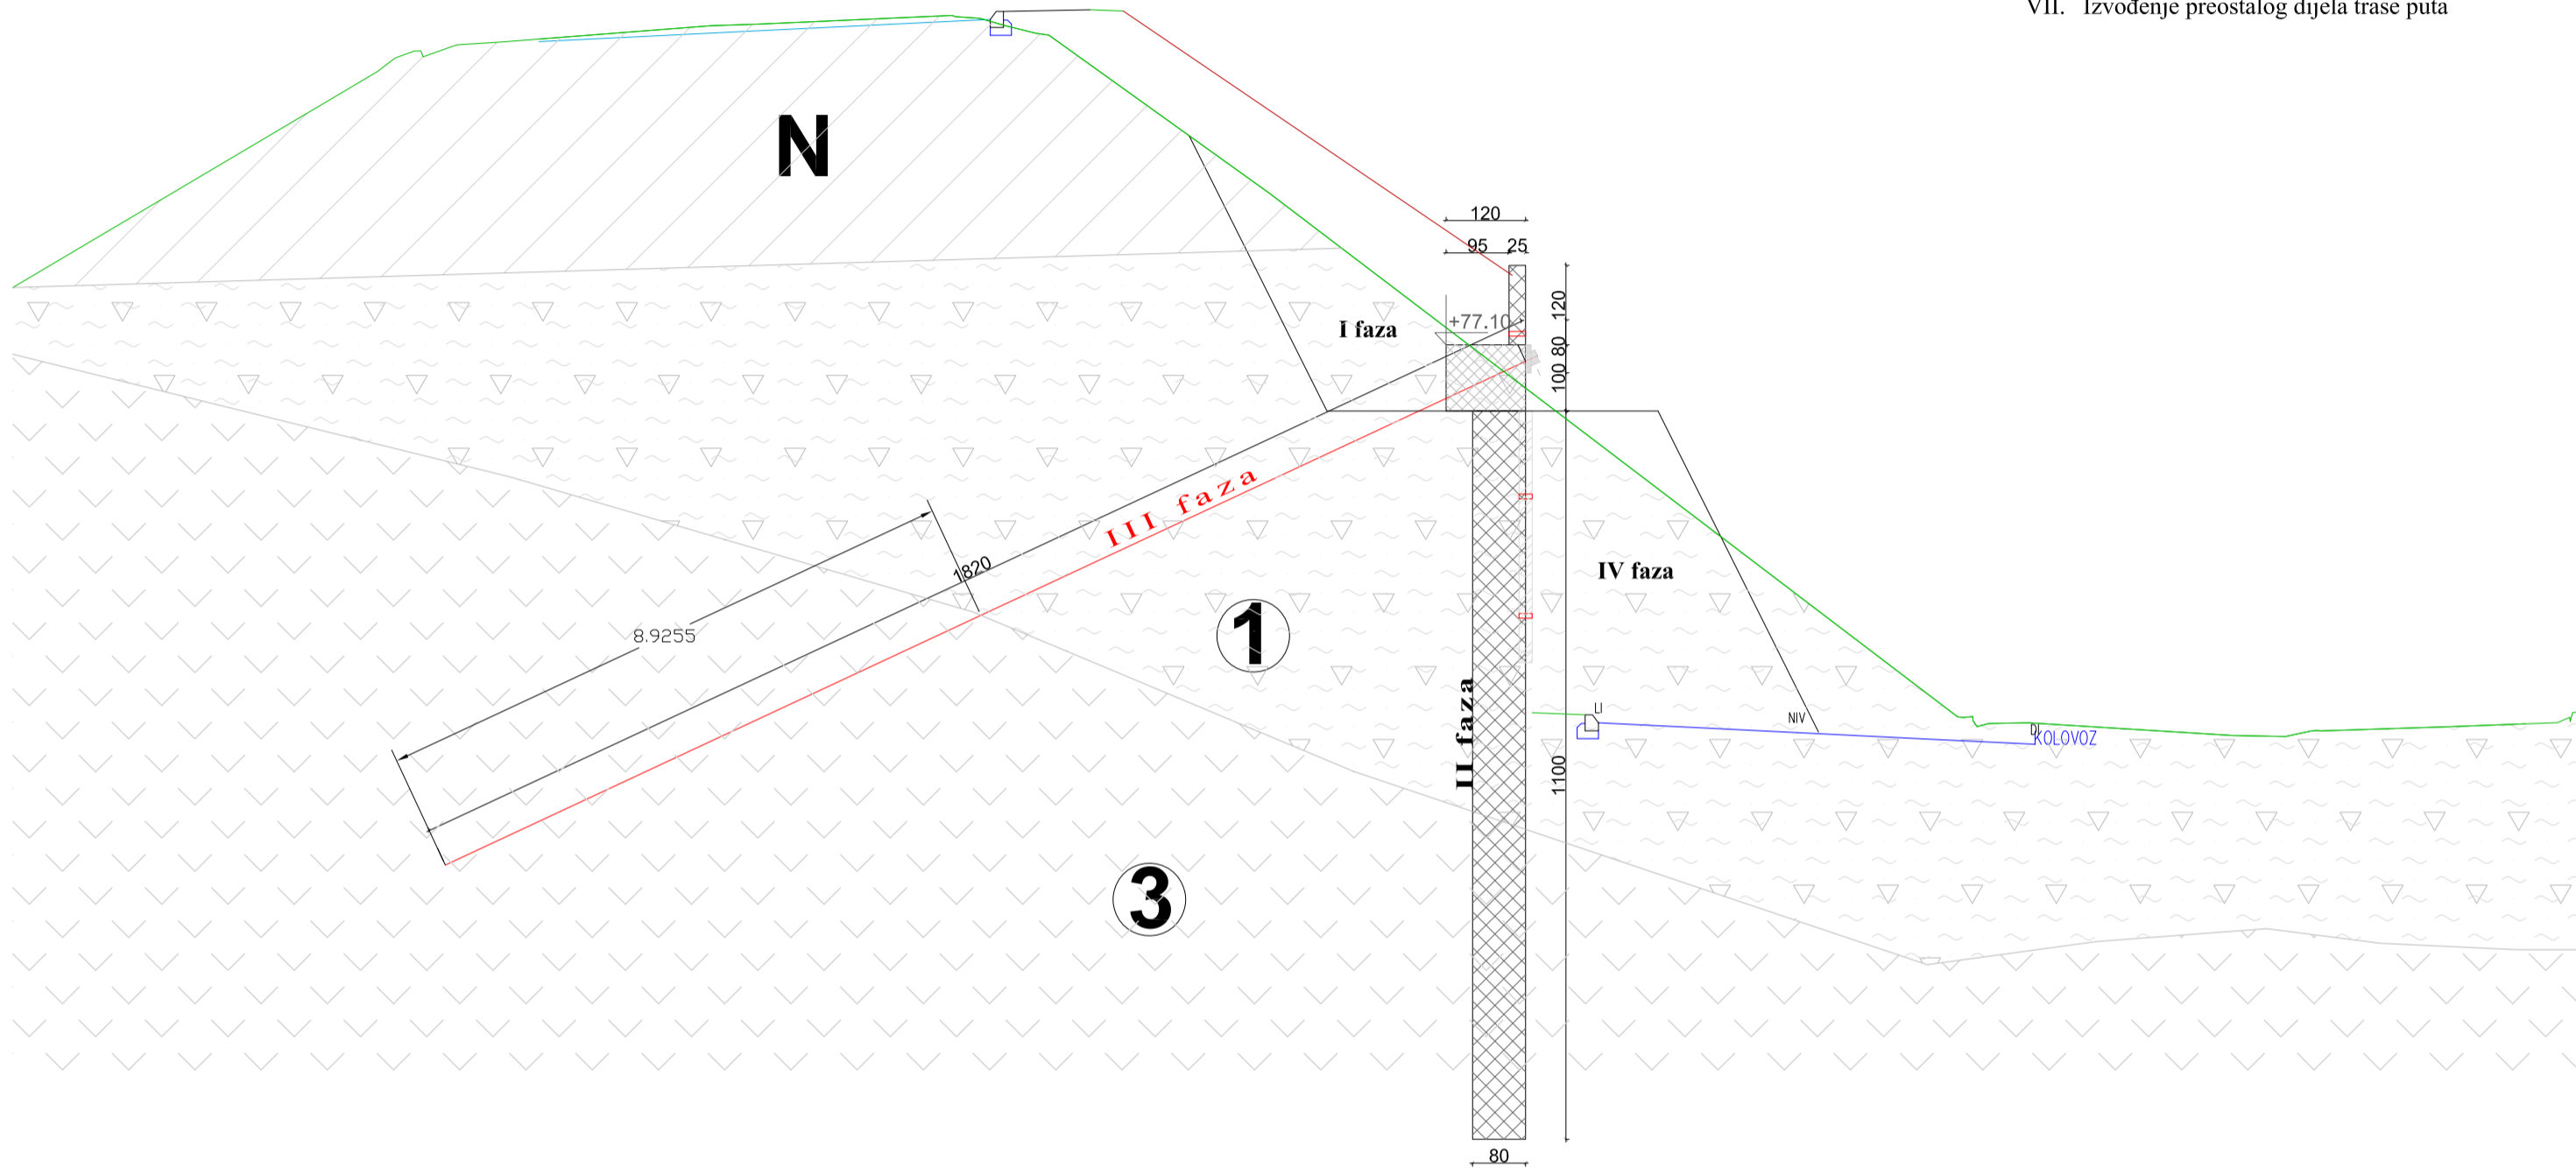 VII. Izvođenje preostalog dijela trase puta
N
120
95 25
120
+77.10
I faza
80
100
III faza
1820
IV faza
1
8.9255
II faza
LI
NIV
DI
KOLOVOZ
1100
3
80